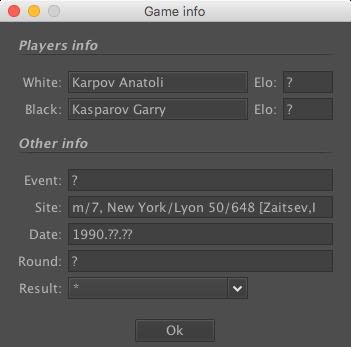 Game info
Players info
White: Karpov Anatoli Elo: ?
Black: Kasparov Garry Elo: ?
Other info
Event: ?
Site: m/7, New York/Lyon 50/648 [Zaitsev,I
Date: 1990.??.??
Round: ?
Result: *
Ok